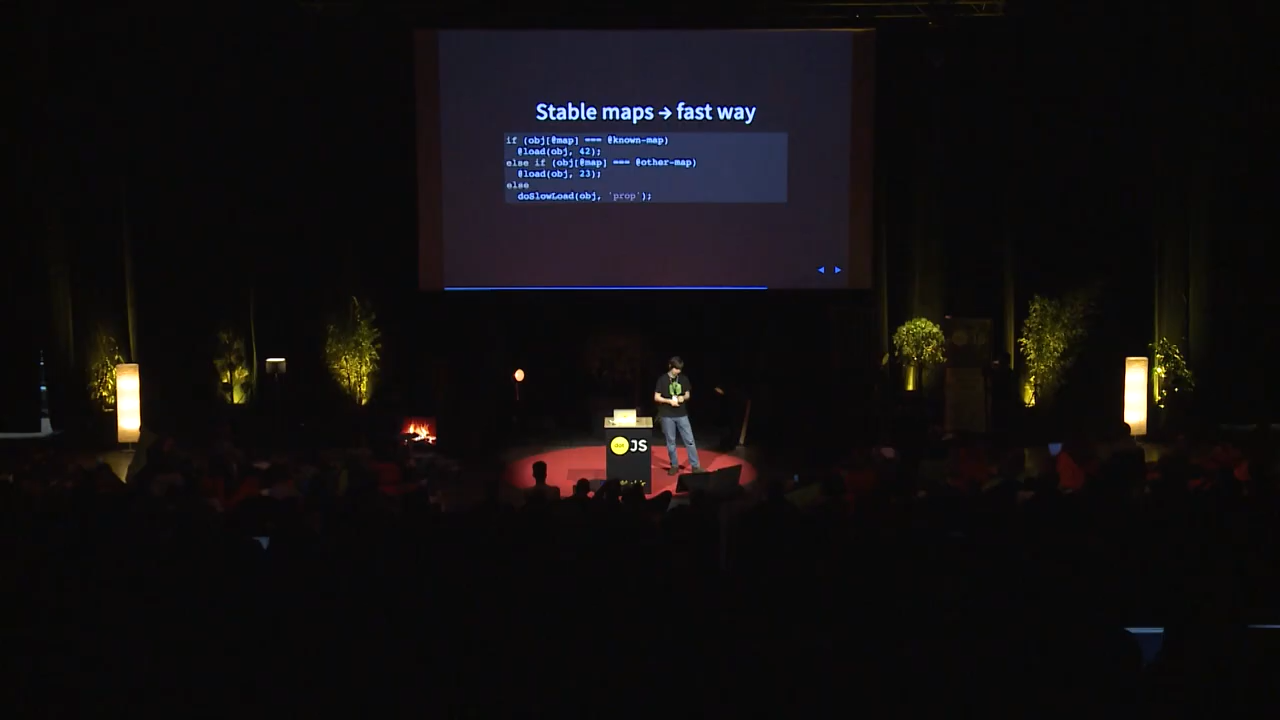 Stable maps → fast way
if (obj[@map] === @known-map)
  @load(obj, 42);
else if (obj[@map] === @other-map)
  @load(obj, 23);
else
  doSlowLoad(obj, 'prop');
dot JS